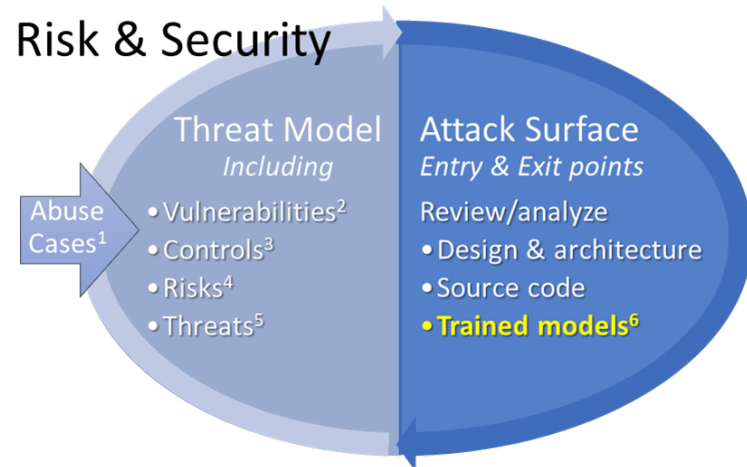 Risk & Security
Threat Model
Including
•Vulnerabilities²
•Controls³
•Risks⁴
•Threats⁵
Abuse
Cases¹
Attack Surface
Entry & Exit points
Review/analyze
•Design & architecture
•Source code
•Trained models⁶